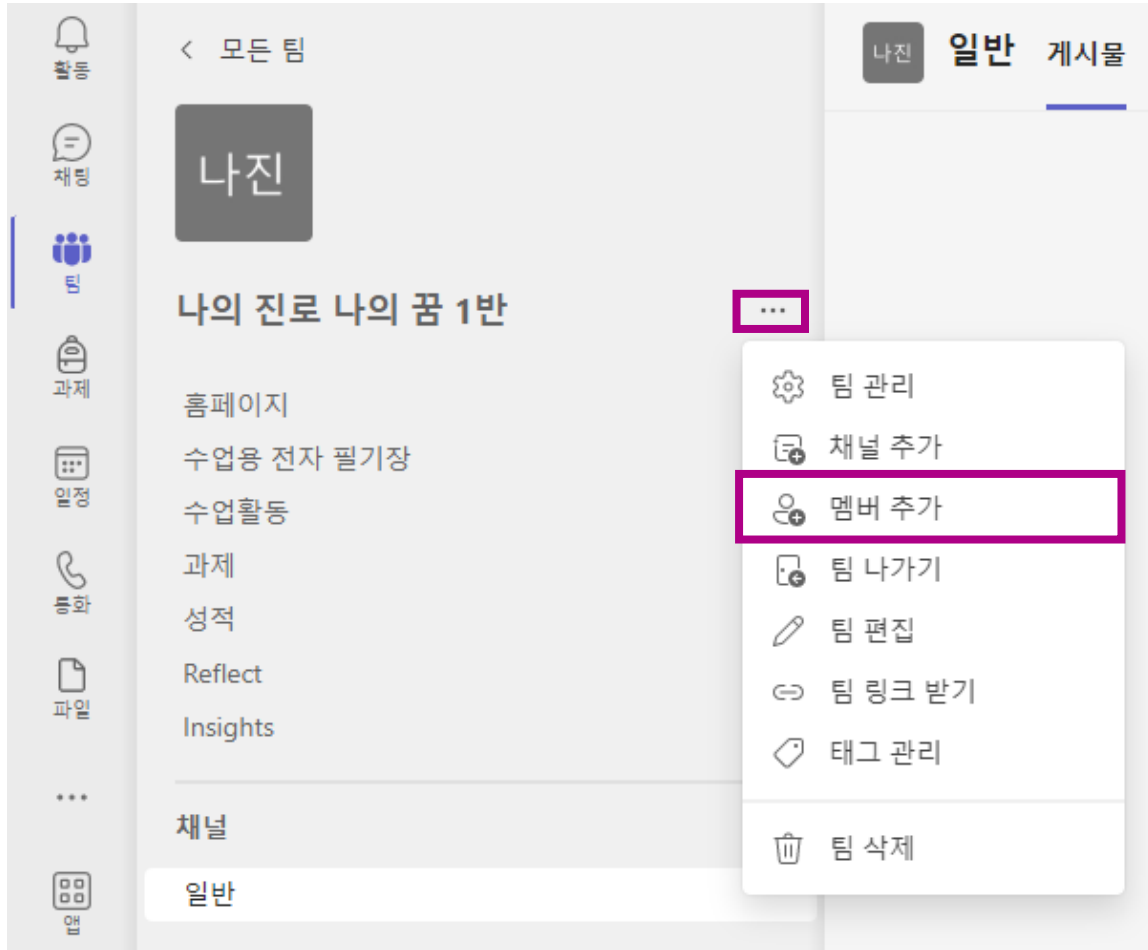 활동
채팅
팀
과제
일정
통화
파일
앱
모든 팀
나진
나의 진로 나의 꿈 1반
홈페이지
수업용 전자 필기장
수업활동
과제
성적
Reflect
Insights
채널
일반
나진 일반 게시물
팀 관리
채널 추가
멤버 추가
팀 나가기
팀 편집
팀 링크 받기
태그 관리
팀 삭제